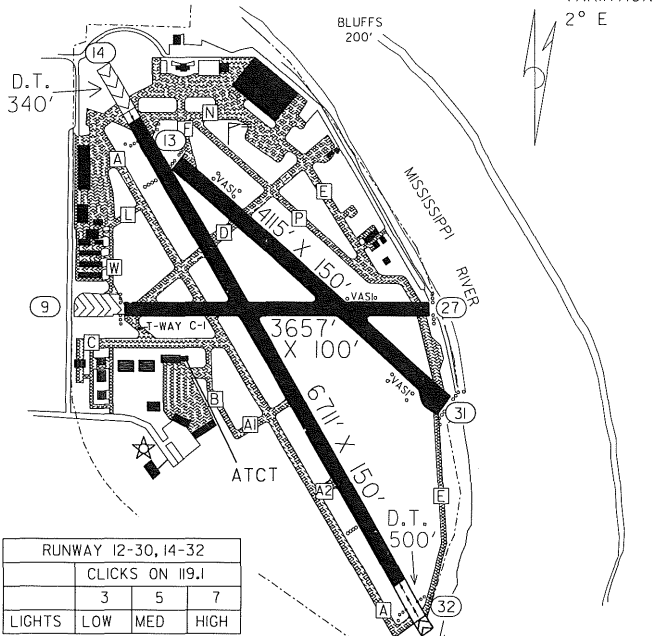 VARIATION
2° E
BLUFFS
200'
14
D.T.
340'
N
13
F
A
VASI
E
MISSISSIPPI
RIVER
L
D
P
4115' X 150'
W
9
VASI
27
T-WAY C-1
3657'
X 100'
C
VASI
31
B
A1
6711' X 150'
ATCT
A2
E
D.T.
500'
A
32
RUNWAY 12-30, 14-32
CLICKS ON 119.1
3 5 7
LIGHTS LOW MED HIGH